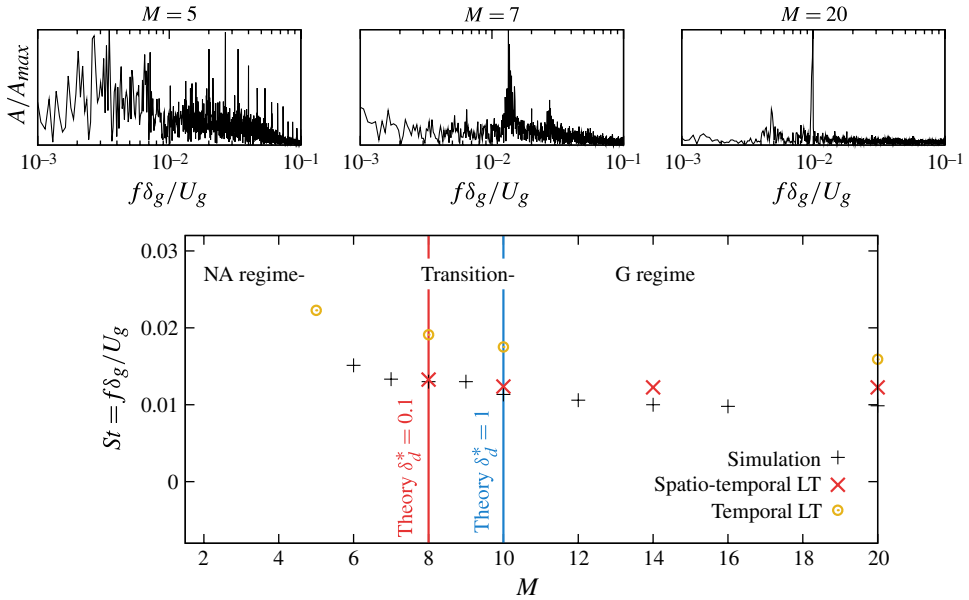 M = 5
M = 7
M = 20
A/A_max
10^−3 10^−2 10^−1
10^−3 10^−2 10^−1
10^−3 10^−2 10^−1
fδ_g/U_g
fδ_g/U_g
fδ_g/U_g
0.03
0.02
0.01
0
St = fδ_g/U_g
NA regime-
Transition-
G regime
Theory δ_d^* = 0.1
Theory δ_d^* = 1
Simulation
Spatio-temporal LT
Temporal LT
2 4 6 8 10 12 14 16 18 20
M